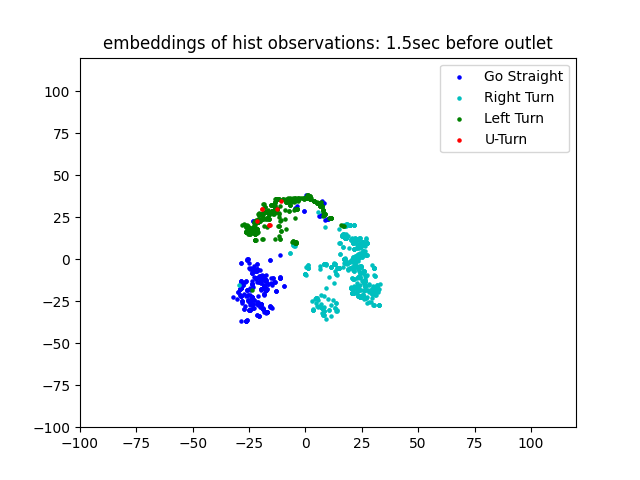 embeddings of hist observations: 1.5sec before outlet
Go Straight
Right Turn
Left Turn
U-Turn
100
75
50
25
0
−25
−50
−75
−100
−100 −75 −50 −25 0 25 50 75 100